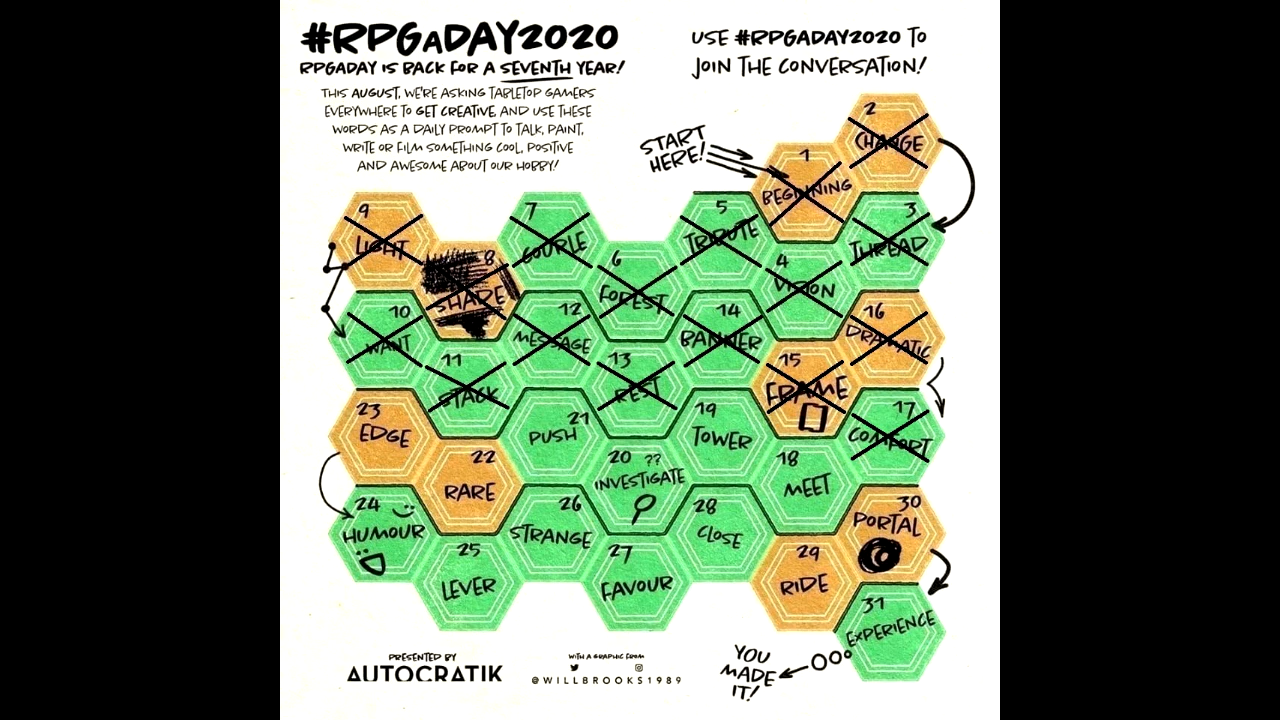 #RPGaDAY2020
RPGADAY IS BACK FOR A SEVENTH YEAR!
THIS AUGUST, WE'RE ASKING TABLETOP GAMERS
EVERYWHERE TO GET CREATIVE, AND USE THESE
WORDS AS A DAILY PROMPT TO TALK, PAINT,
WRITE OR FILM SOMETHING COOL, POSITIVE
AND AWESOME ABOUT OUR HOBBY!
USE #RPGADAY2020 TO
JOIN THE CONVERSATION!
START
HERE!
1
BEGINNING
2
CHANGE
3
THREAD
4
VISION
5
TRIBUTE
6
FOREST
7
COUPLE
8
SHADE
9
LIGHT
10
WANT
11
STACK
12
MESSAGE
13
REST
14
BANNER
15
FRAME
16
DRAMATIC
17
COMFORT
18
MEET
19
TOWER
20 ??
INVESTIGATE
21
PUSH
22
RARE
23
EDGE
24
HUMOUR
25
LEVER
26
STRANGE
27
FAVOUR
28
CLOSE
29
RIDE
30
PORTAL
31
EXPERIENCE
YOU
MADE
IT!
PRESENTED BY
AUTOCRATIK
WITH A GRAPHIC FROM
@WILLBROOKS1989